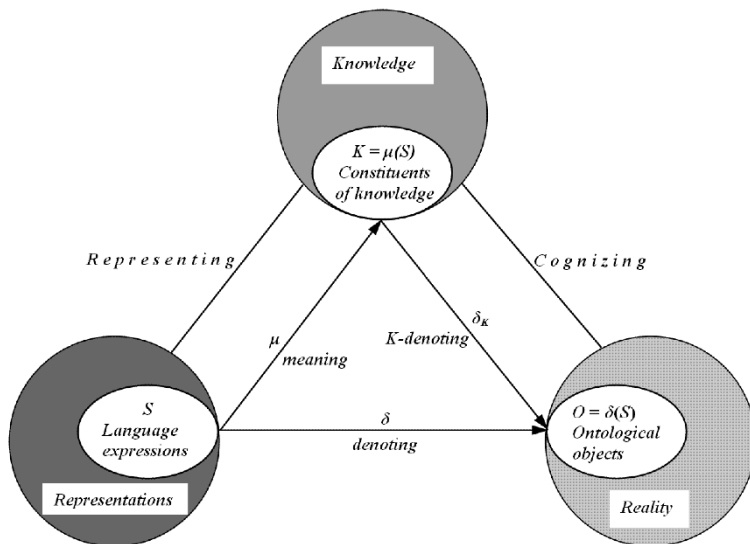 Knowledge
K = μ(S)
Constituents
of knowledge
Representing
Cognizing
μ
meaning
δK
K-denoting
S
Language
expressions
δ
denoting
O = δ(S)
Ontological
objects
Representations
Reality